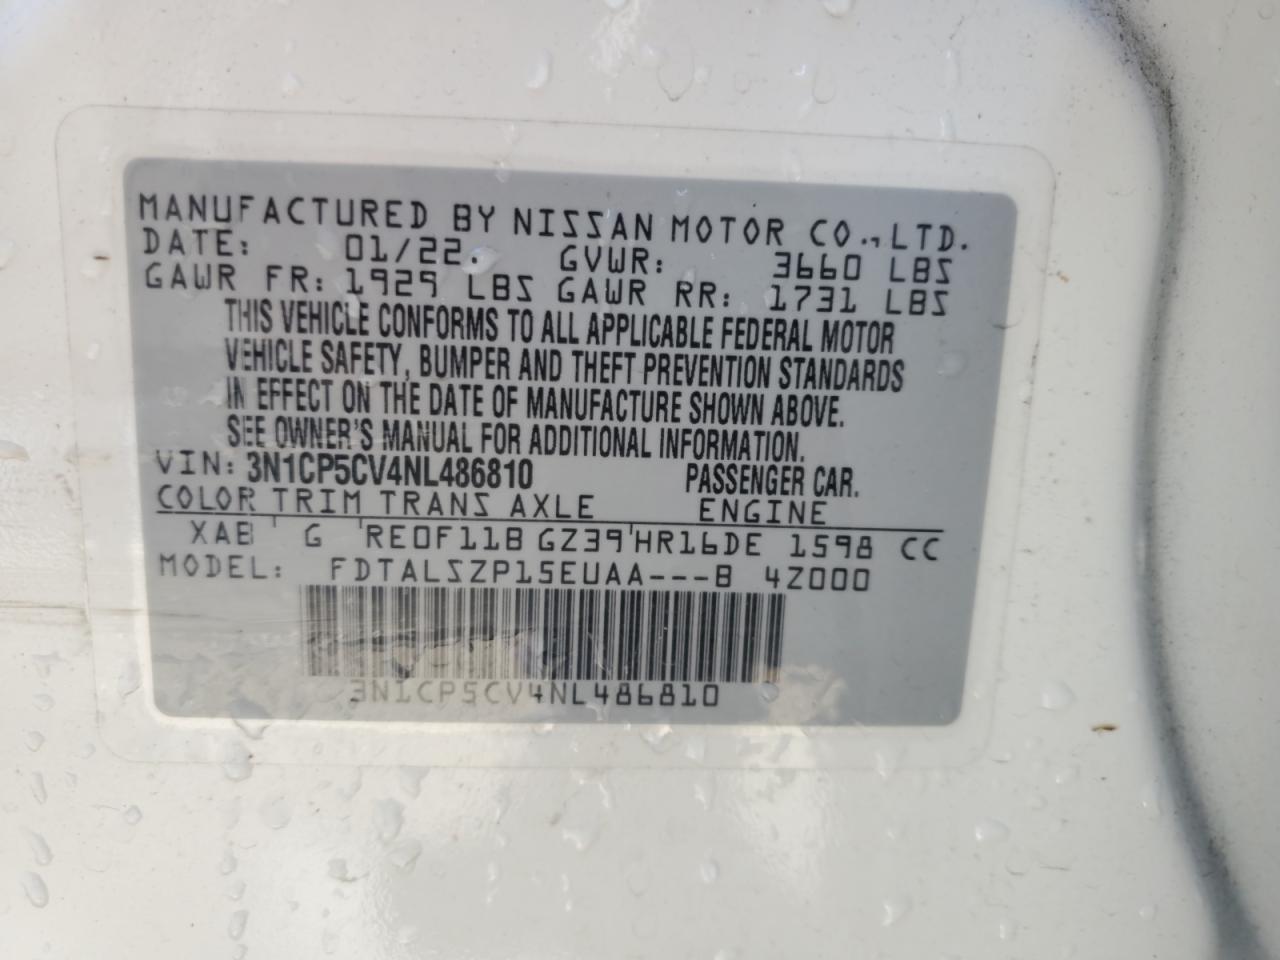 MANUFACTURED BY NISSAN MOTOR CO., LTD.
DATE: 01/22. GVWR: 3660 LBS
GAWR FR: 1929 LBS GAWR RR: 1731 LBS
THIS VEHICLE CONFORMS TO ALL APPLICABLE FEDERAL MOTOR
VEHICLE SAFETY, BUMPER AND THEFT PREVENTION STANDARDS
IN EFFECT ON THE DATE OF MANUFACTURE SHOWN ABOVE.
SEE OWNER'S MANUAL FOR ADDITIONAL INFORMATION.
VIN: 3N1CP5CV4NL486810 PASSENGER CAR.
COLOR TRIM TRANS AXLE ENGINE
XAB G RE0F11B GZ39 HR16DE 1598 CC
MODEL: FDTALSZP15EUAA---B 4Z000
3N1CP5CV4NL486810